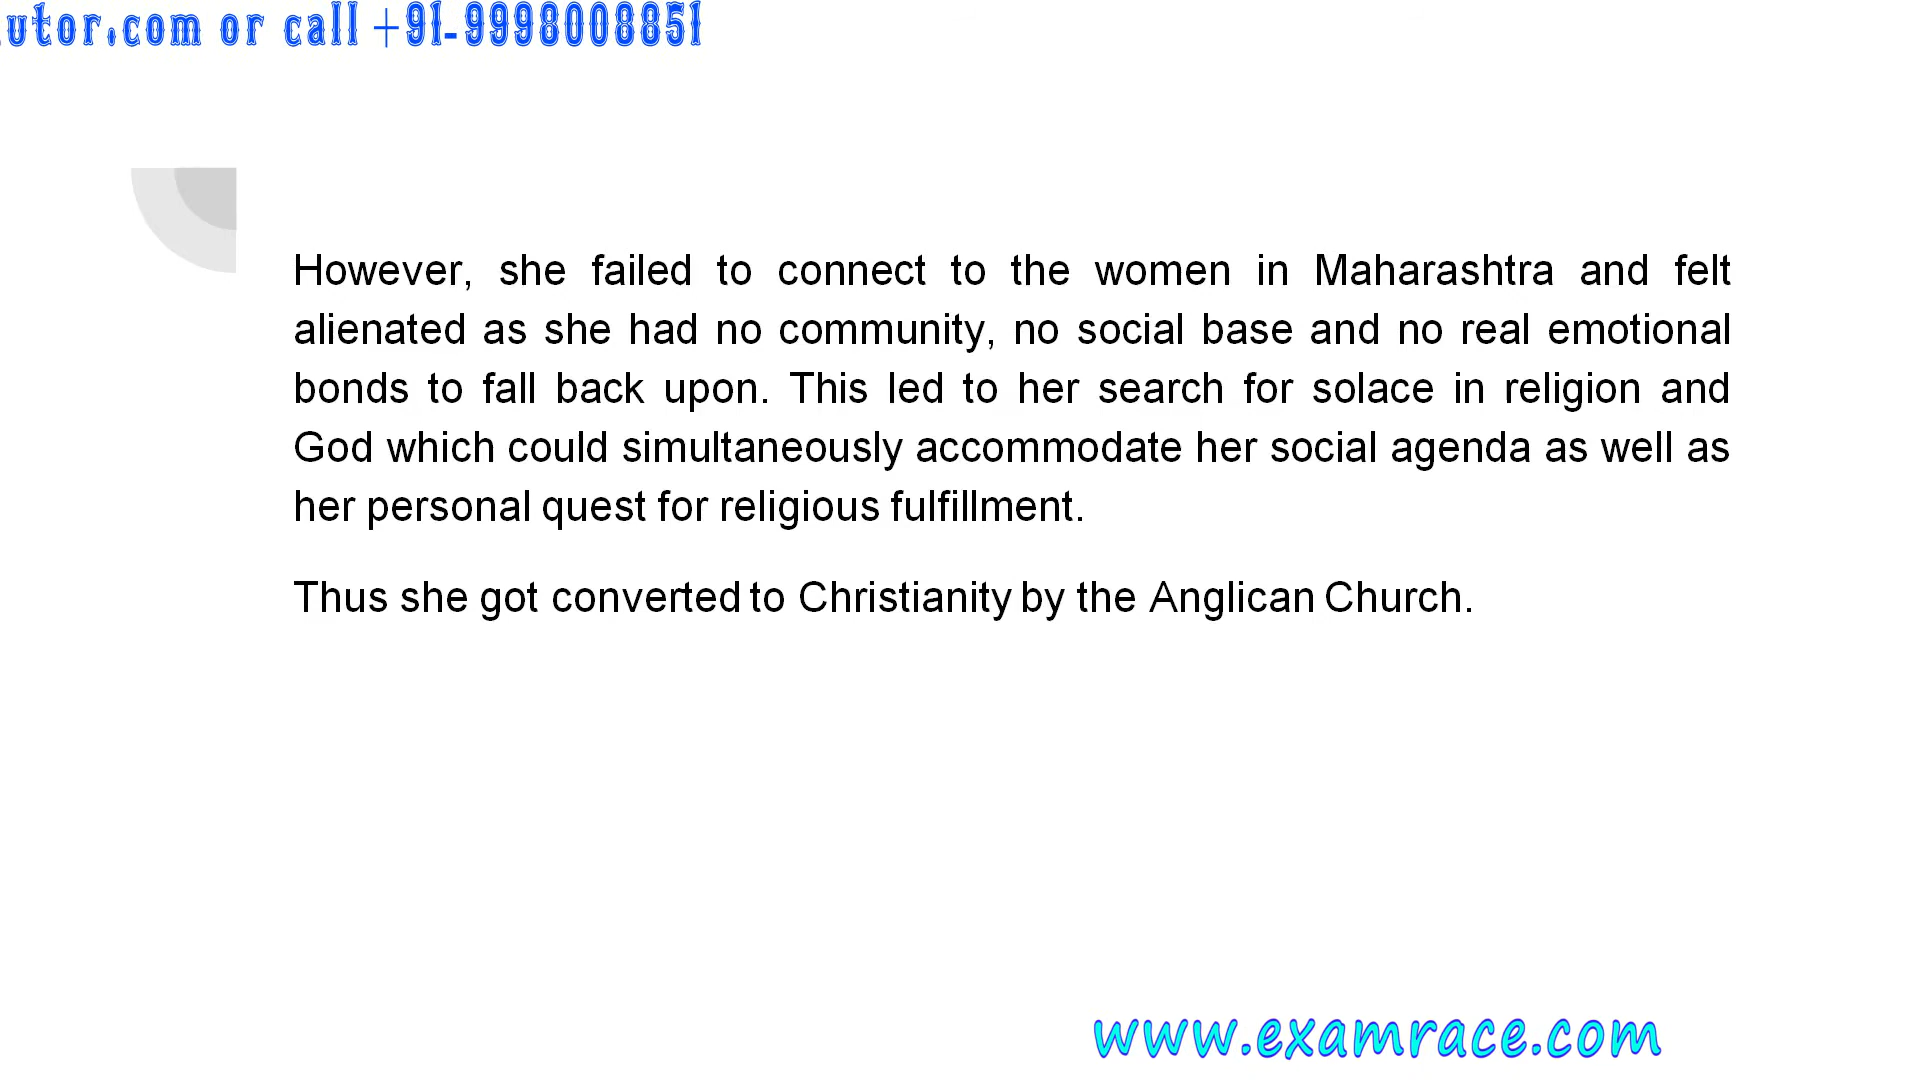 utor.com or call +91-9998008851
However, she failed to connect to the women in Maharashtra and felt
alienated as she had no community, no social base and no real emotional
bonds to fall back upon. This led to her search for solace in religion and
God which could simultaneously accommodate her social agenda as well as
her personal quest for religious fulfillment.
Thus she got converted to Christianity by the Anglican Church.
www.examrace.com